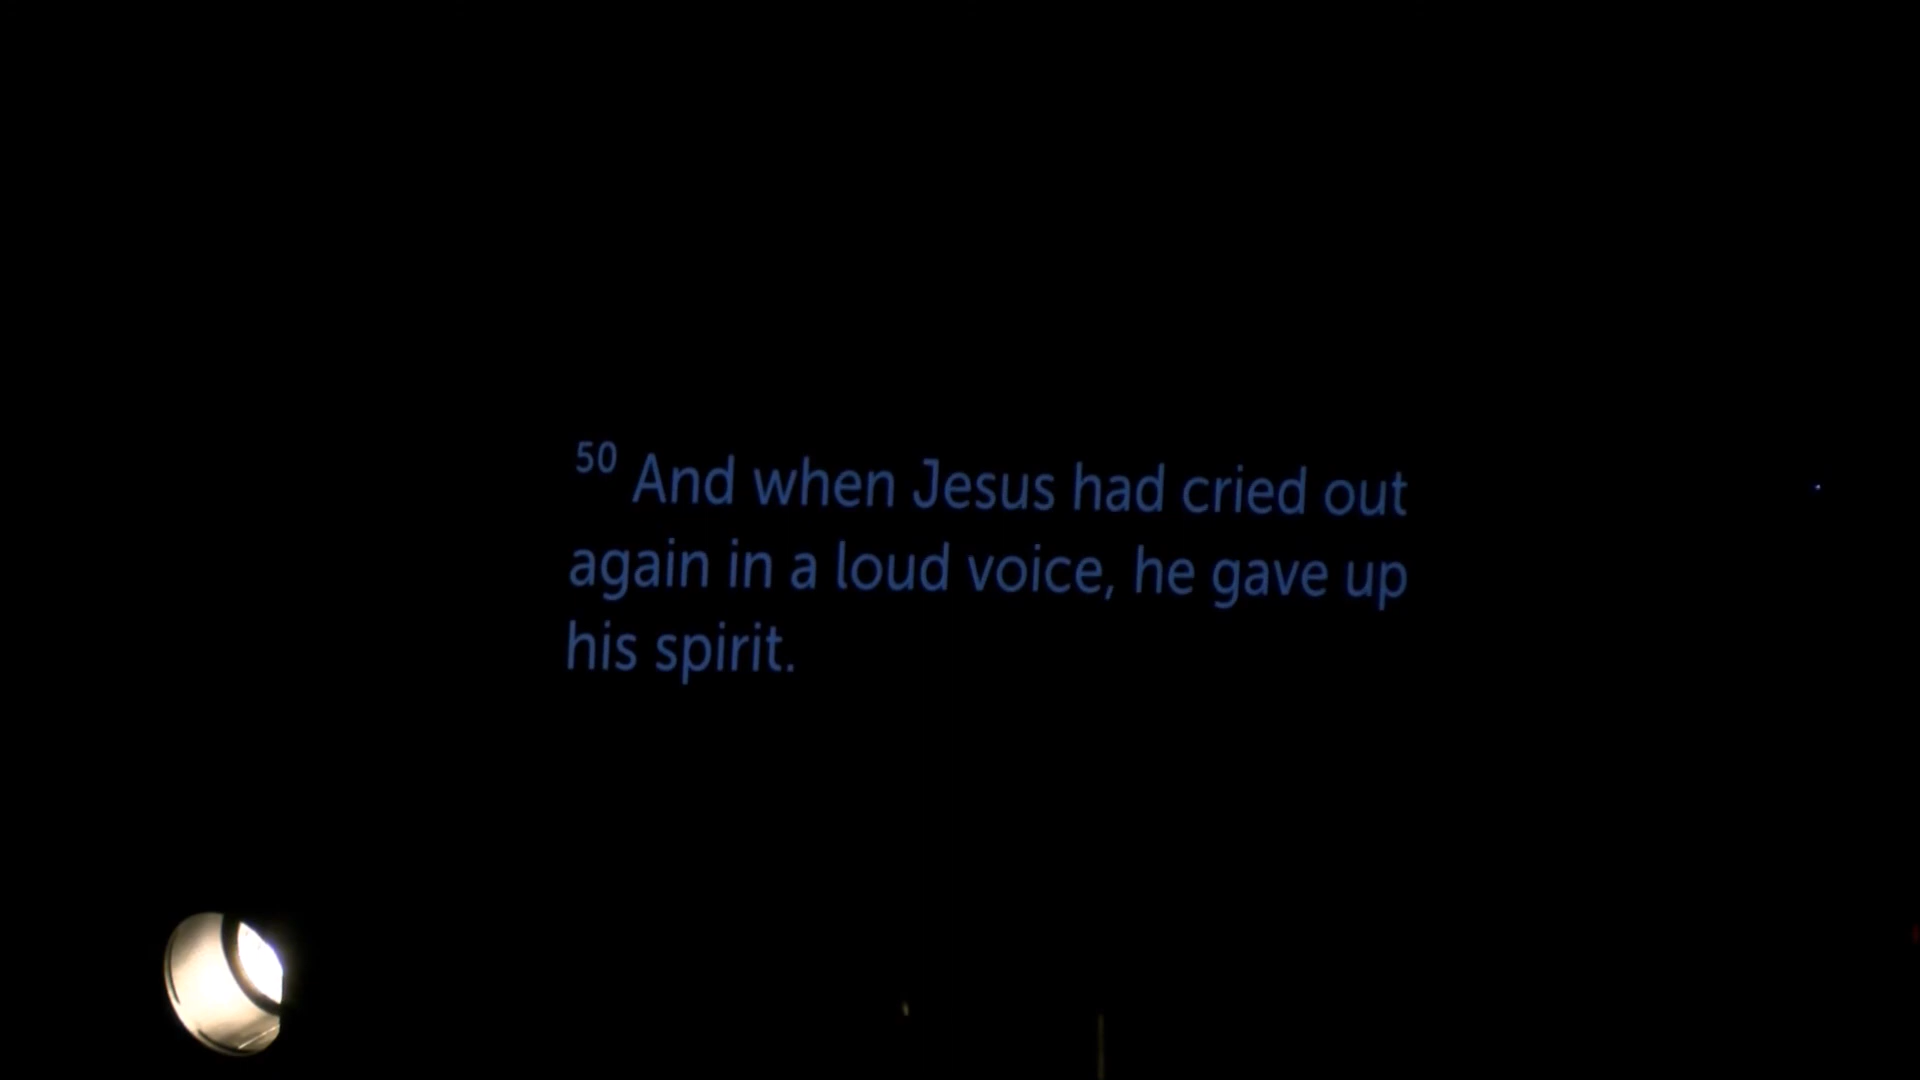 50 And when Jesus had cried out
again in a loud voice, he gave up
his spirit.